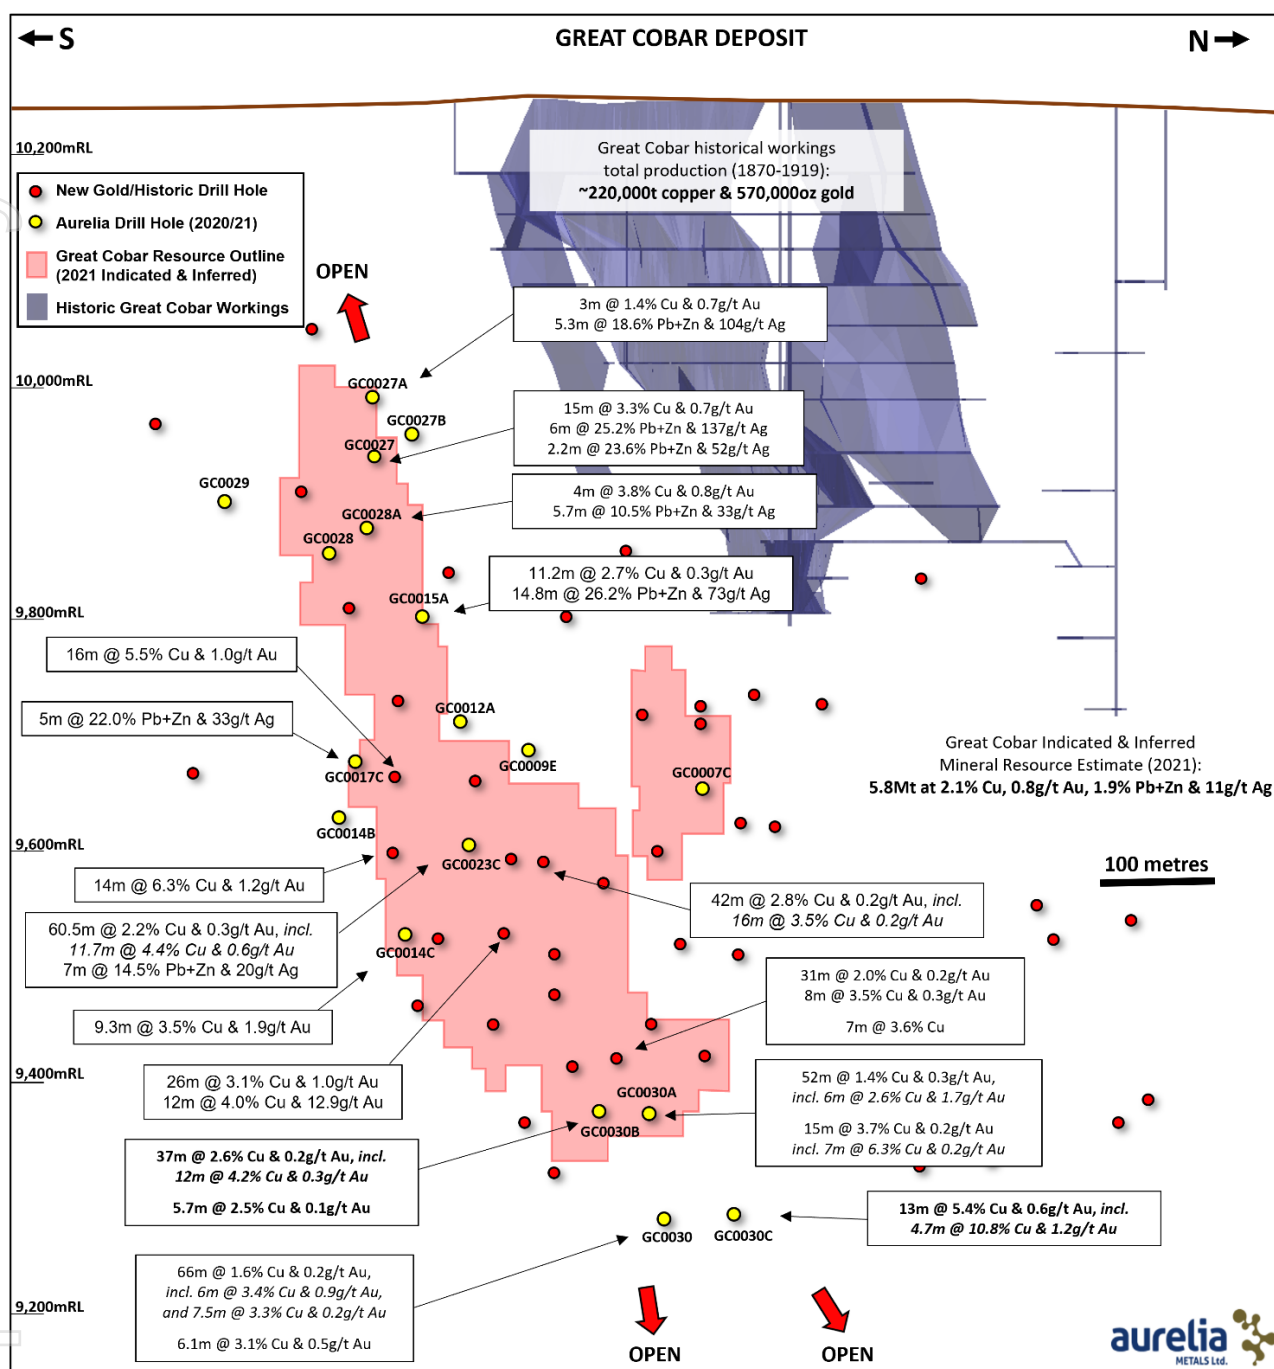 S
GREAT COBAR DEPOSIT
N
10,200mRL
New Gold/Historic Drill Hole
Aurelia Drill Hole (2020/21)
Great Cobar Resource Outline
(2021 Indicated & Inferred)
Historic Great Cobar Workings
Great Cobar historical workings
total production (1870-1919):
~220,000t copper & 570,000oz gold
OPEN
3m @ 1.4% Cu & 0.7g/t Au
5.3m @ 18.6% Pb+Zn & 104g/t Ag
10,000mRL
GC0027A
15m @ 3.3% Cu & 0.7g/t Au
6m @ 25.2% Pb+Zn & 137g/t Ag
2.2m @ 23.6% Pb+Zn & 52g/t Ag
GC0027B
GC0027
GC0029
4m @ 3.8% Cu & 0.8g/t Au
5.7m @ 10.5% Pb+Zn & 33g/t Ag
GC0028A
GC0028
11.2m @ 2.7% Cu & 0.3g/t Au
14.8m @ 26.2% Pb+Zn & 73g/t Ag
GC0015A
9,800mRL
16m @ 5.5% Cu & 1.0g/t Au
5m @ 22.0% Pb+Zn & 33g/t Ag
GC0012A
GC0009E
GC0017C
GC0007C
Great Cobar Indicated & Inferred
Mineral Resource Estimate (2021):
5.8Mt at 2.1% Cu, 0.8g/t Au, 1.9% Pb+Zn & 11g/t Ag
GC0014B
9,600mRL
GC0023C
100 metres
14m @ 6.3% Cu & 1.2g/t Au
42m @ 2.8% Cu & 0.2g/t Au, incl.
16m @ 3.5% Cu & 0.2g/t Au
60.5m @ 2.2% Cu & 0.3g/t Au, incl.
11.7m @ 4.4% Cu & 0.6g/t Au
7m @ 14.5% Pb+Zn & 20g/t Ag
GC0014C
31m @ 2.0% Cu & 0.2g/t Au
8m @ 3.5% Cu & 0.3g/t Au
7m @ 3.6% Cu
9.3m @ 3.5% Cu & 1.9g/t Au
9,400mRL
26m @ 3.1% Cu & 1.0g/t Au
12m @ 4.0% Cu & 12.9g/t Au
GC0030A
52m @ 1.4% Cu & 0.3g/t Au,
incl. 6m @ 2.6% Cu & 1.7g/t Au
15m @ 3.7% Cu & 0.2g/t Au
incl. 7m @ 6.3% Cu & 0.2g/t Au
GC0030B
37m @ 2.6% Cu & 0.2g/t Au, incl.
12m @ 4.2% Cu & 0.3g/t Au
5.7m @ 2.5% Cu & 0.1g/t Au
13m @ 5.4% Cu & 0.6g/t Au, incl.
4.7m @ 10.8% Cu & 1.2g/t Au
GC0030
GC0030C
66m @ 1.6% Cu & 0.2g/t Au,
incl. 6m @ 3.4% Cu & 0.9g/t Au,
and 7.5m @ 3.3% Cu & 0.2g/t Au
6.1m @ 3.1% Cu & 0.5g/t Au
9,200mRL
OPEN
OPEN
aurelia
METALS Ltd.